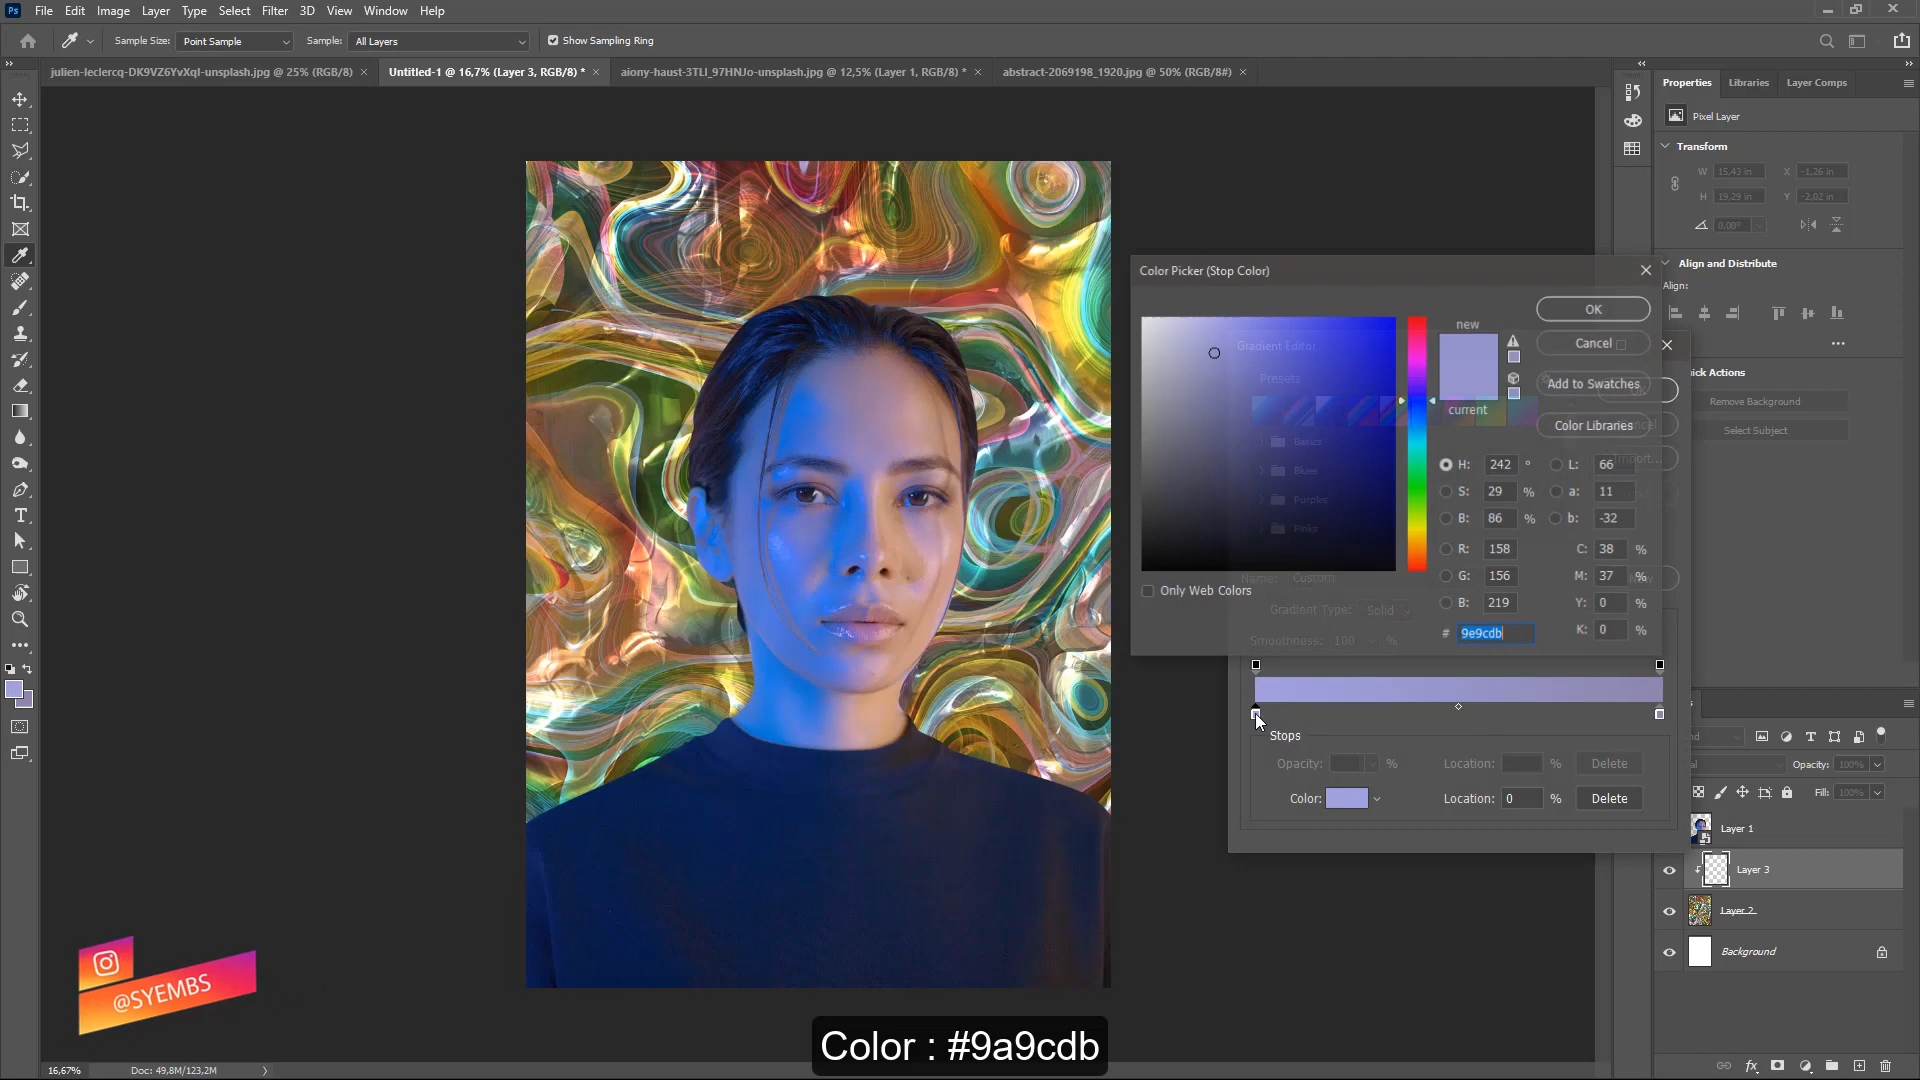 Ps File Edit Image Layer Type Select Filter 3D View Window Help
Sample Size: Point Sample Sample: All Layers Show Sampling Ring
julien-leclercq-DK9VZ6YvXqI-unsplash.jpg @ 25% (RGB/8) × Untitled-1 @ 16,7% (Layer 3, RGB/8) * × aiony-haust-3TLl_97HNJo-unsplash.jpg @ 12,5% (Layer 1, RGB/8) * × abstract-2069198_1920.jpg @ 50% (RGB/8#) ×
Properties Libraries Layer Comps
Pixel Layer
Transform
W 15,43 in X -1,26 in
H 19,29 in Y -2,02 in
0,00°
Align and Distribute
Align:
Quick Actions
Remove Background
Select Subject
Color Picker (Stop Color)
OK
new
Cancel
Add to Swatches
current
Color Libraries
H: 242 ° L: 66
S: 29 % a: 11
B: 86 % b: -32
R: 158 C: 38 %
G: 156 M: 37 %
B: 219 Y: 0 %
# 9e9cdb K: 0 %
Only Web Colors
Gradient Editor
Presets
Basics
Blues
Purples
Pinks
Import...
Name: Custom
Gradient Type: Solid
Smoothness: 100 %
Stops
Opacity: % Location: % Delete
Color: Location: 0 % Delete
Opacity: 100%
Fill: 100%
Layer 1
Layer 3
Layer 2
Background
T
@SYEMBS
Color : #9a9cdb
16,67% Doc: 49,8M/123,2M
fx